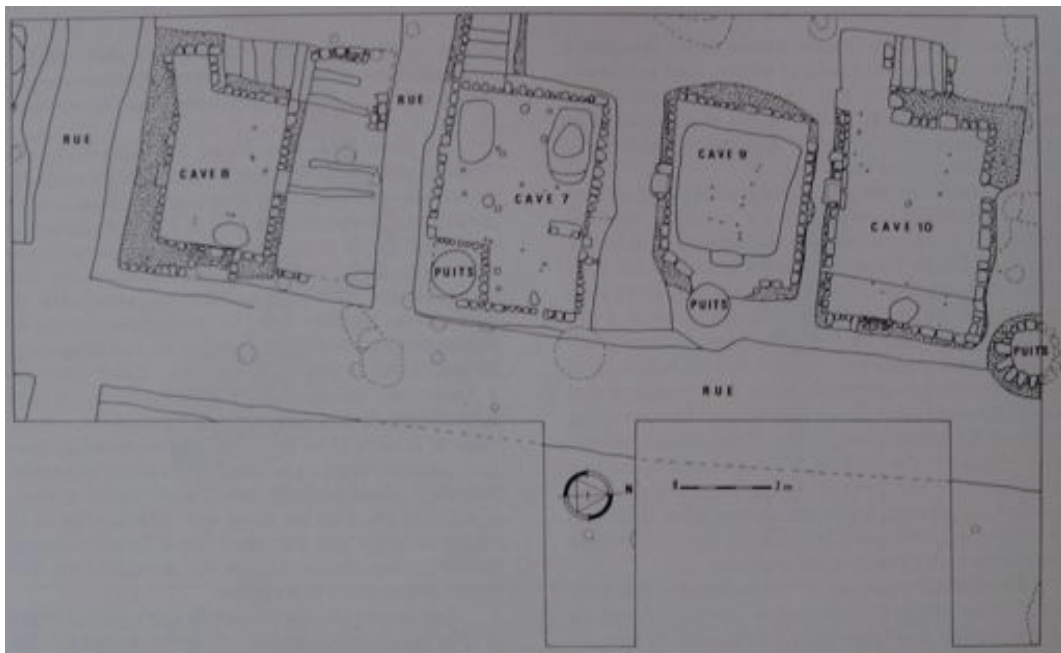 RUE
CAVE 8
RUE
CAVE 7
PUITS
CAVE 9
PUITS
CAVE 10
PUITS
RUE
N